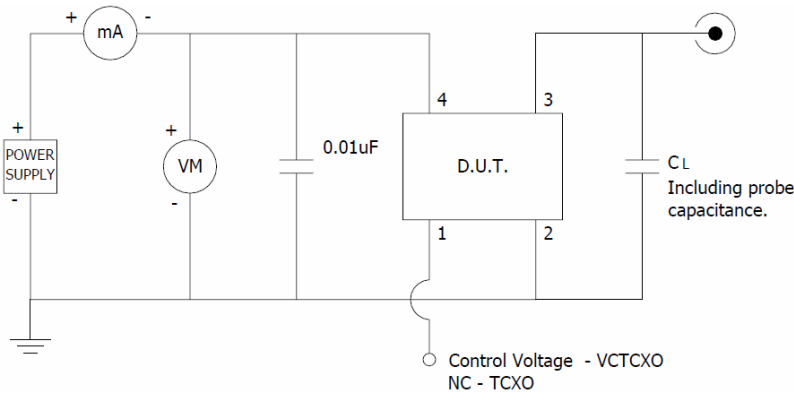 + mA -
+
POWER
SUPPLY
-
+
VM
-
0.01uF
4 3
D.U.T.
1 2
CL
Including probe
capacitance.
Control Voltage - VCTCXO
NC - TCXO